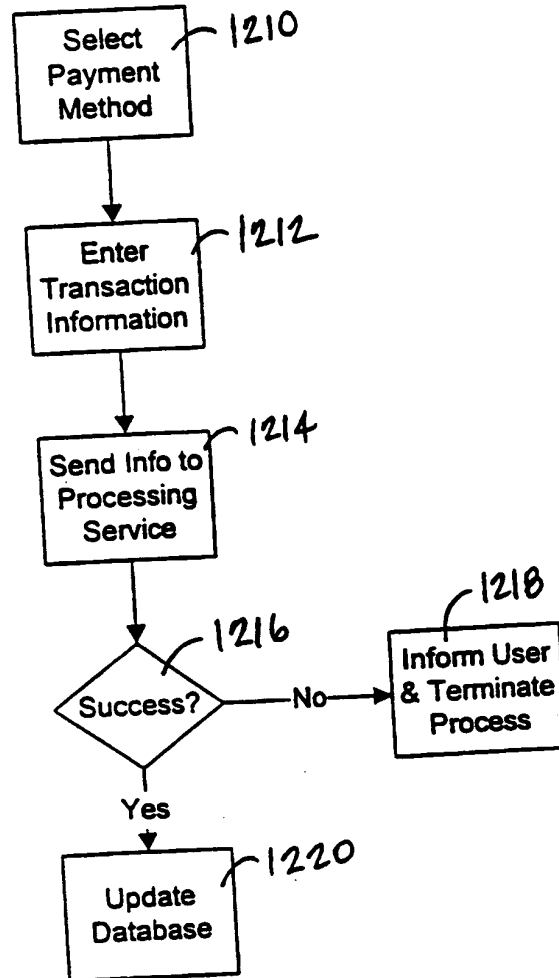 Select
Payment
Method
1210
Enter
Transaction
Information
1212
Send Info to
Processing
Service
1214
Success?
1216
No
Inform User
& Terminate
Process
1218
Yes
Update
Database
1220